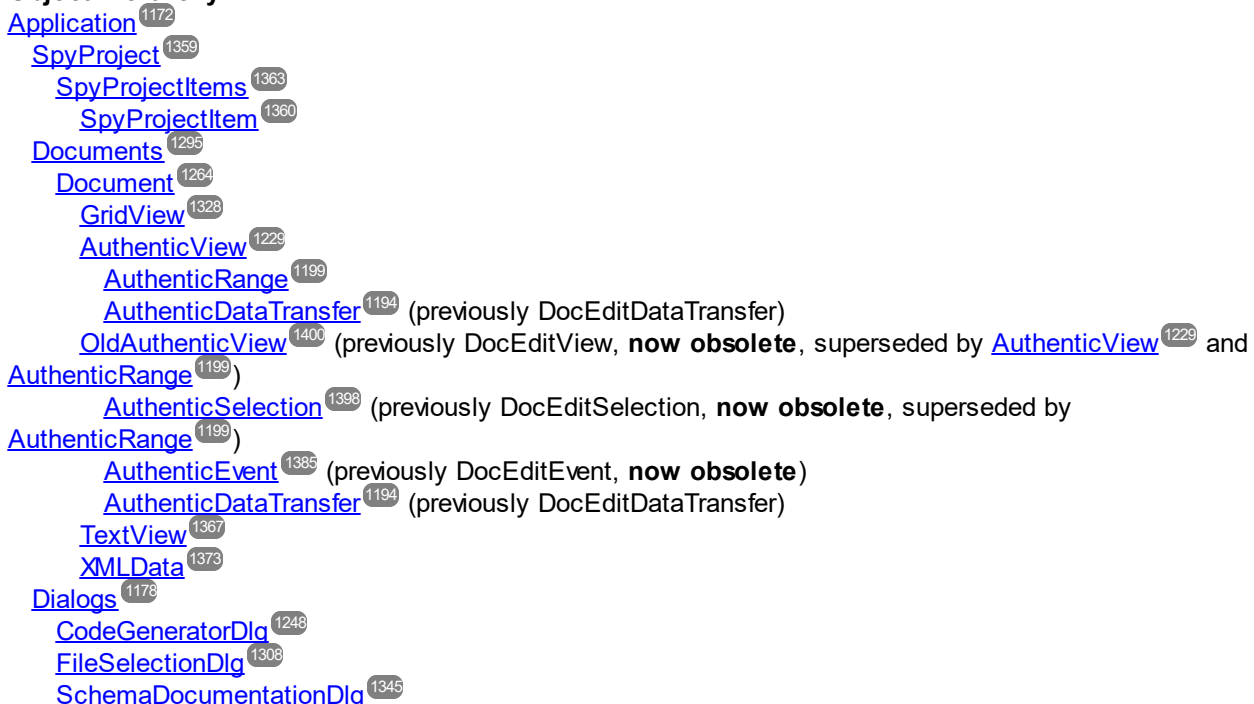 Application 1172
SpyProject 1359
SpyProjectItems 1363
SpyProjectItem 1360
Documents 1295
Document 1264
GridView 1328
AuthenticView 1229
AuthenticRange 1199
AuthenticDataTransfer 1194 (previously DocEditDataTransfer)
OldAuthenticView 1400 (previously DocEditView, now obsolete, superseded by AuthenticView 1229 and
AuthenticRange 1199)
AuthenticSelection 1398 (previously DocEditSelection, now obsolete, superseded by
AuthenticRange 1199)
AuthenticEvent 1385 (previously DocEditEvent, now obsolete)
AuthenticDataTransfer 1194 (previously DocEditDataTransfer)
TextView 1367
XMLData 1373
Dialogs 1178
CodeGeneratorDlg 1248
FileSelectionDlg 1308
SchemaDocumentationDlg 1345